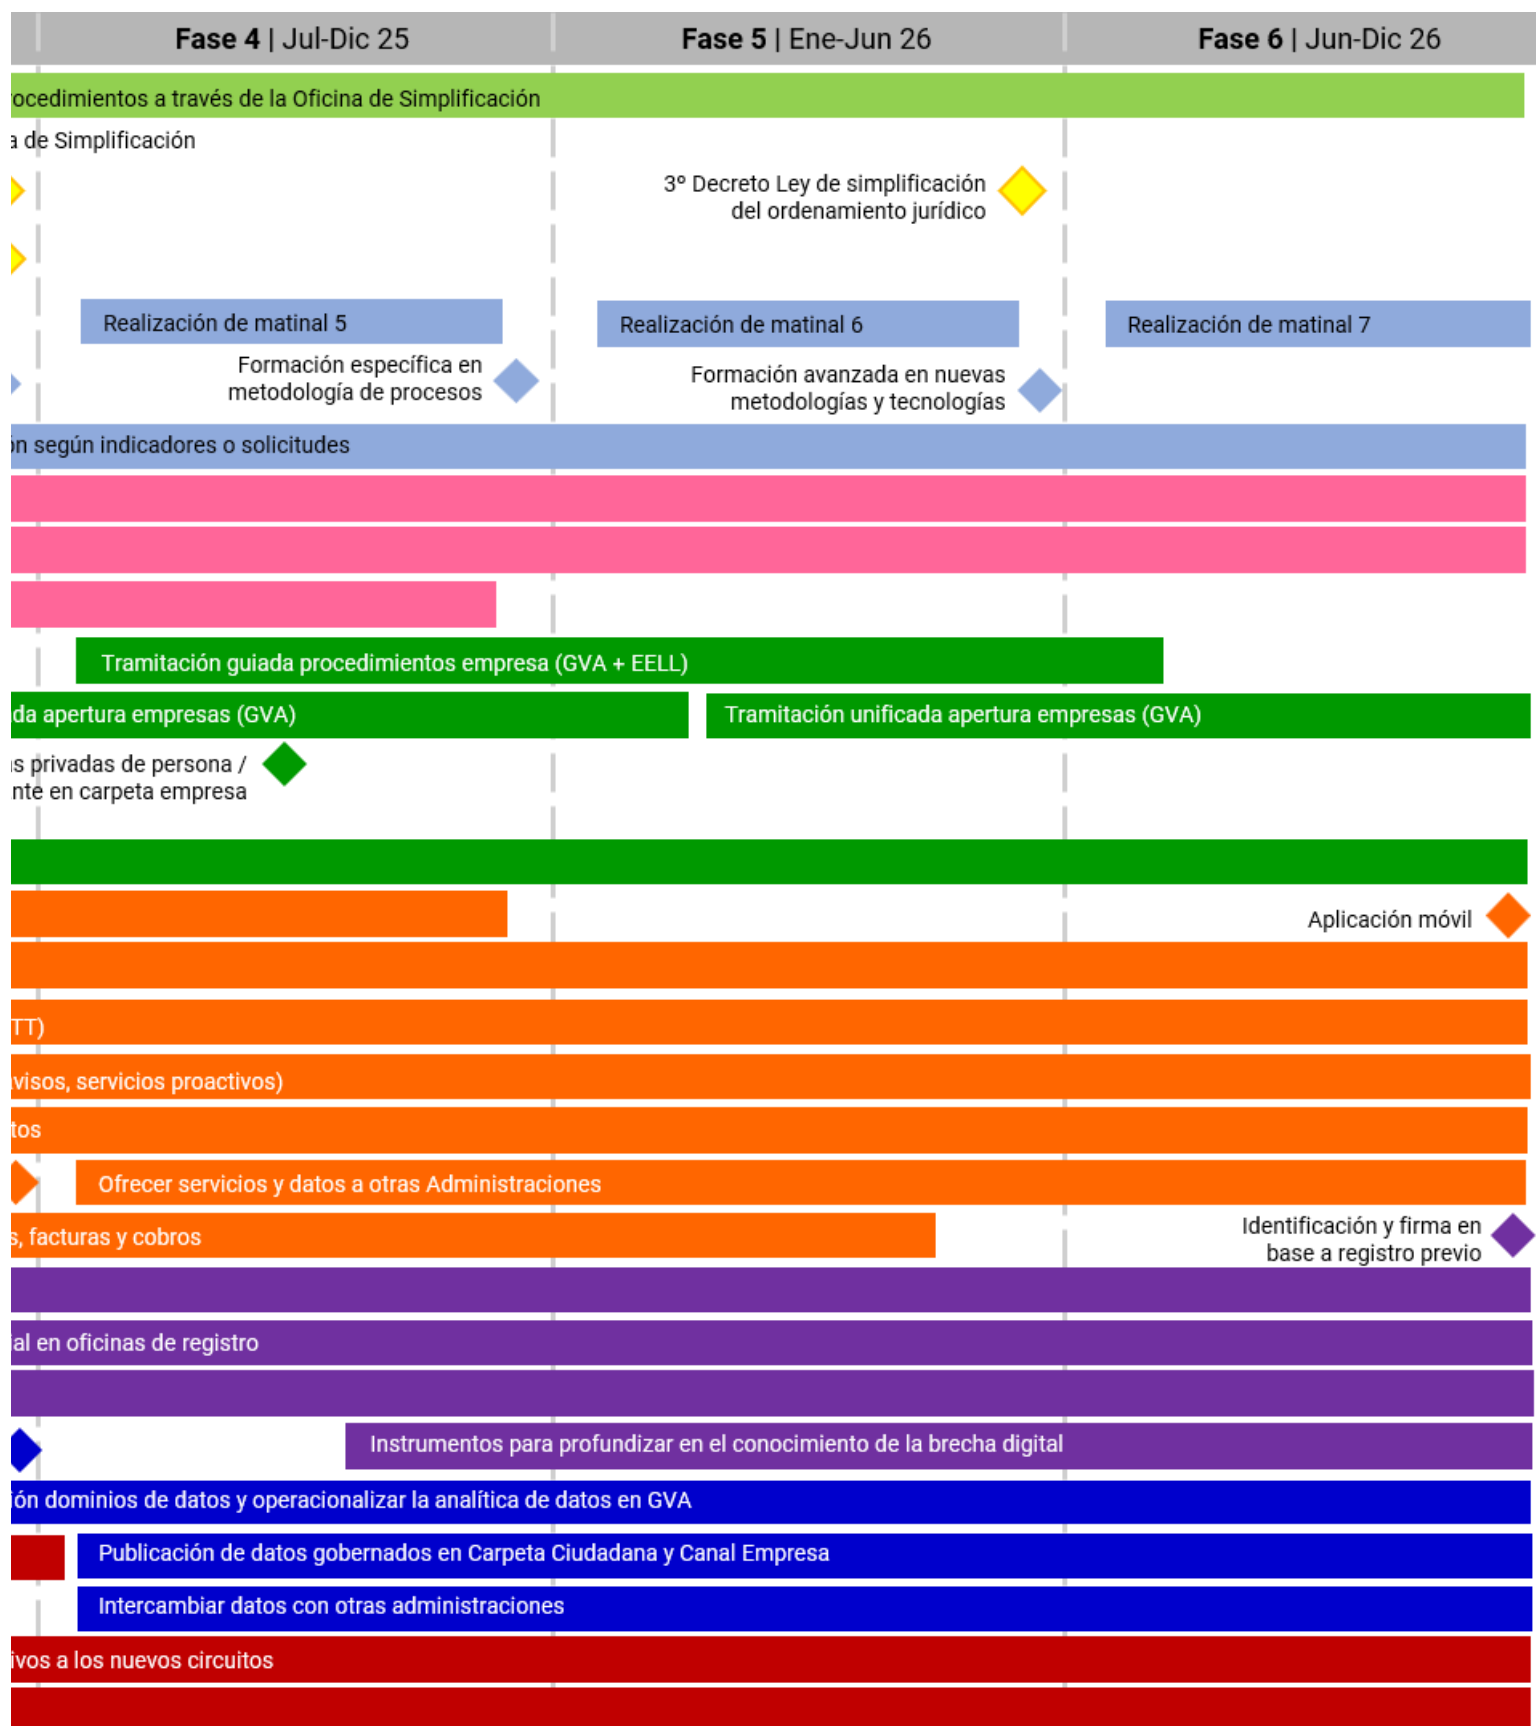 Fase 4 | Jul-Dic 25
Fase 5 | Ene-Jun 26
Fase 6 | Jun-Dic 26
ocedimientos a través de la Oficina de Simplificación
a de Simplificación
3º Decreto Ley de simplificación
del ordenamiento jurídico
Realización de matinal 5
Realización de matinal 6
Realización de matinal 7
Formación específica en
metodología de procesos
Formación avanzada en nuevas
metodologías y tecnologías
ón según indicadores o solicitudes
Tramitación guiada procedimientos empresa (GVA + EELL)
da apertura empresas (GVA)
Tramitación unificada apertura empresas (GVA)
s privadas de persona /
nte en carpeta empresa
Aplicación móvil
TT)
visos, servicios proactivos)
tos
Ofrecer servicios y datos a otras Administraciones
s, facturas y cobros
Identificación y firma en
base a registro previo
ial en oficinas de registro
Instrumentos para profundizar en el conocimiento de la brecha digital
ión dominios de datos y operacionalizar la analítica de datos en GVA
Publicación de datos gobernados en Carpeta Ciudadana y Canal Empresa
Intercambiar datos con otras administraciones
ivos a los nuevos circuitos